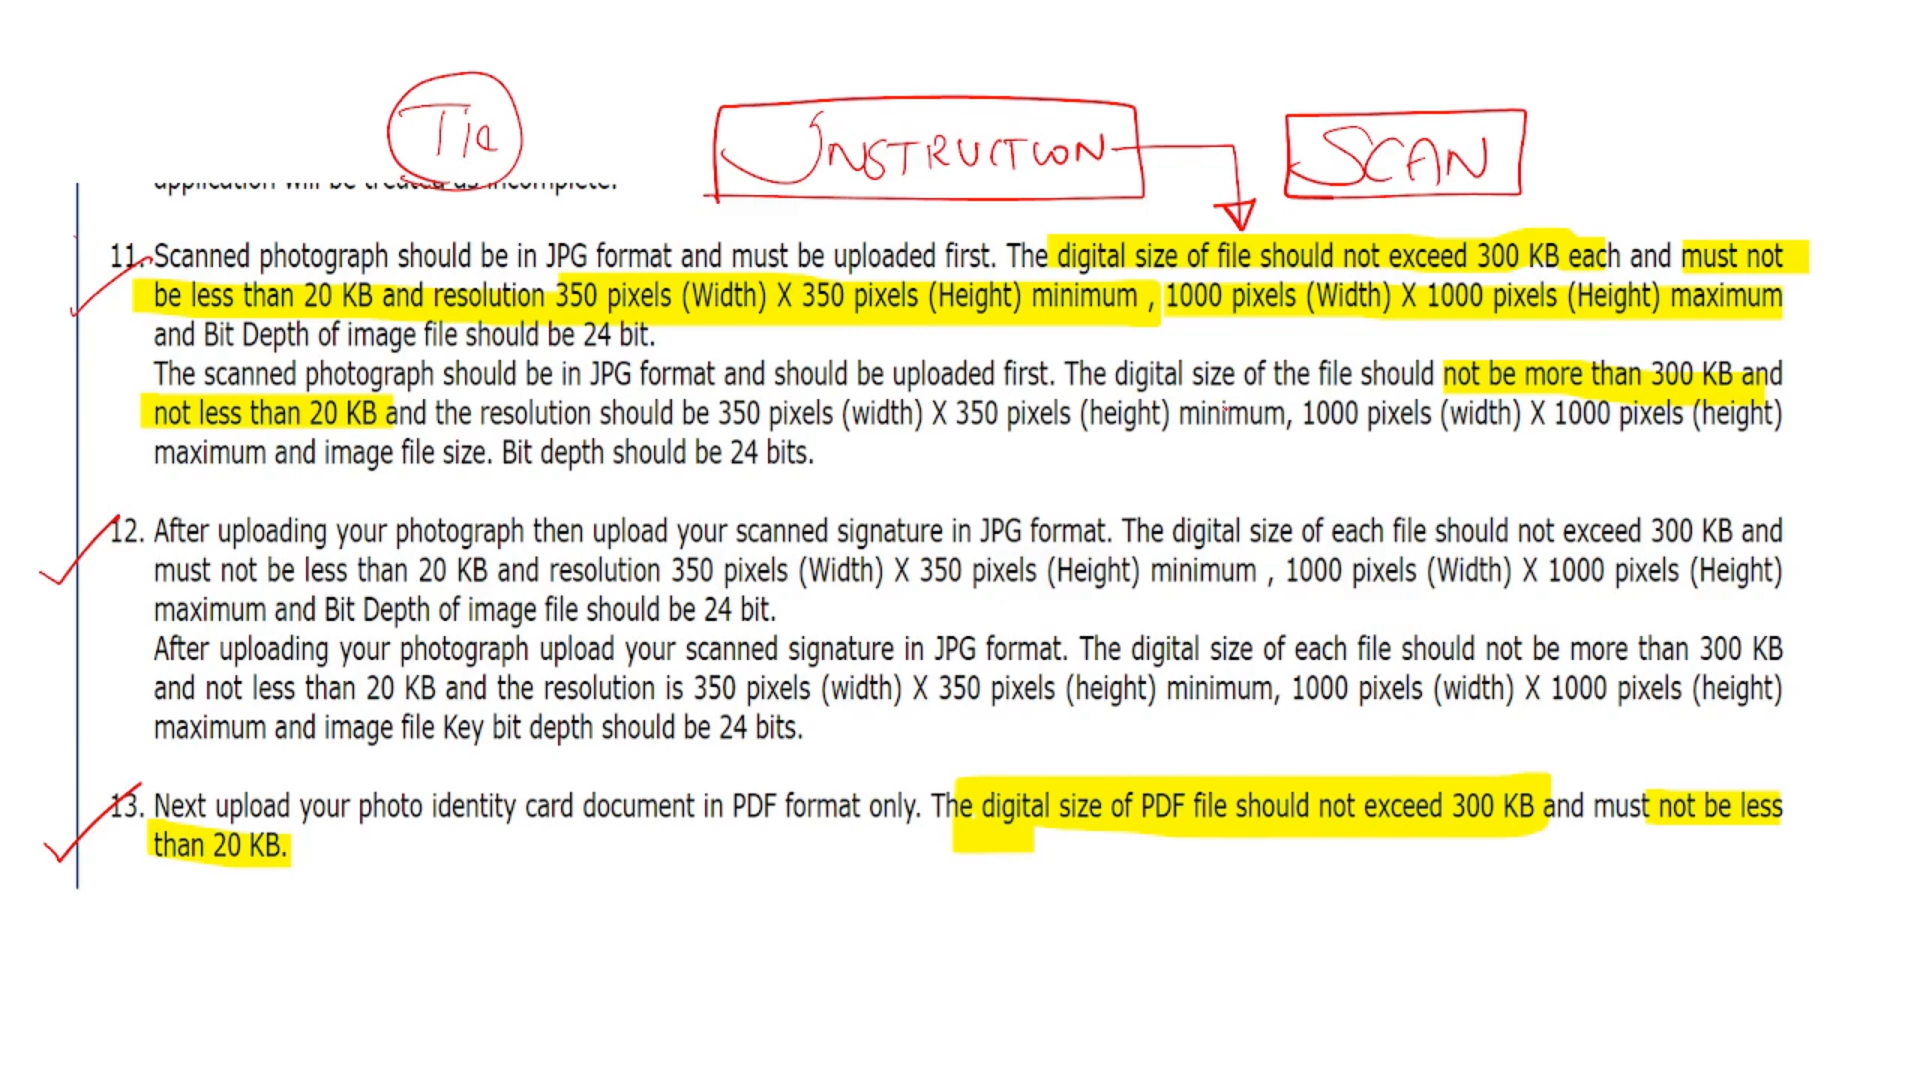 Tie
INSTRUCTION
SCAN
application will be treated as incomplete.
11. Scanned photograph should be in JPG format and must be uploaded first. The digital size of file should not exceed 300 KB each and must not
be less than 20 KB and resolution 350 pixels (Width) X 350 pixels (Height) minimum , 1000 pixels (Width) X 1000 pixels (Height) maximum
and Bit Depth of image file should be 24 bit.
The scanned photograph should be in JPG format and should be uploaded first. The digital size of the file should not be more than 300 KB and
not less than 20 KB and the resolution should be 350 pixels (width) X 350 pixels (height) minimum, 1000 pixels (width) X 1000 pixels (height)
maximum and image file size. Bit depth should be 24 bits.
12. After uploading your photograph then upload your scanned signature in JPG format. The digital size of each file should not exceed 300 KB and
must not be less than 20 KB and resolution 350 pixels (Width) X 350 pixels (Height) minimum , 1000 pixels (Width) X 1000 pixels (Height)
maximum and Bit Depth of image file should be 24 bit.
After uploading your photograph upload your scanned signature in JPG format. The digital size of each file should not be more than 300 KB
and not less than 20 KB and the resolution is 350 pixels (width) X 350 pixels (height) minimum, 1000 pixels (width) X 1000 pixels (height)
maximum and image file Key bit depth should be 24 bits.
13. Next upload your photo identity card document in PDF format only. The digital size of PDF file should not exceed 300 KB and must not be less
than 20 KB.